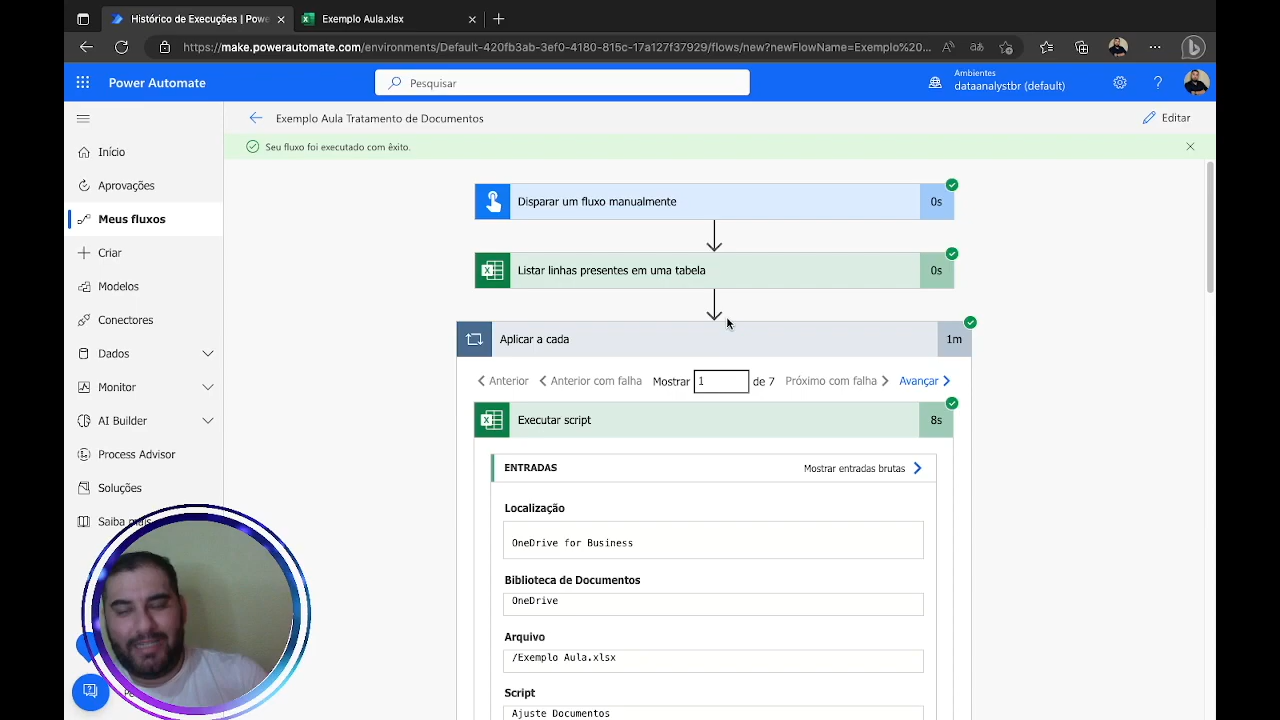 Histórico de Execuções | Powe
Exemplo Aula.xlsx
https://make.powerautomate.com/environments/Default-420fb3ab-3ef0-4180-815c-17a127f37929/flows/new?newFlowName=Exemplo%20...
Power Automate
Pesquisar
Ambientes
dataanalystbr (default)
Exemplo Aula Tratamento de Documentos
Editar
Seu fluxo foi executado com êxito.
Início
Aprovações
Meus fluxos
Criar
Modelos
Conectores
Dados
Monitor
AI Builder
Process Advisor
Soluções
Saiba mais
Disparar um fluxo manualmente
0s
Listar linhas presentes em uma tabela
0s
Aplicar a cada
1m
Anterior
Anterior com falha
Mostrar 1 de 7
Próximo com falha
Avançar
Executar script
8s
ENTRADAS
Mostrar entradas brutas
Localização
OneDrive for Business
Biblioteca de Documentos
OneDrive
Arquivo
/Exemplo Aula.xlsx
Script
Ajuste Documentos